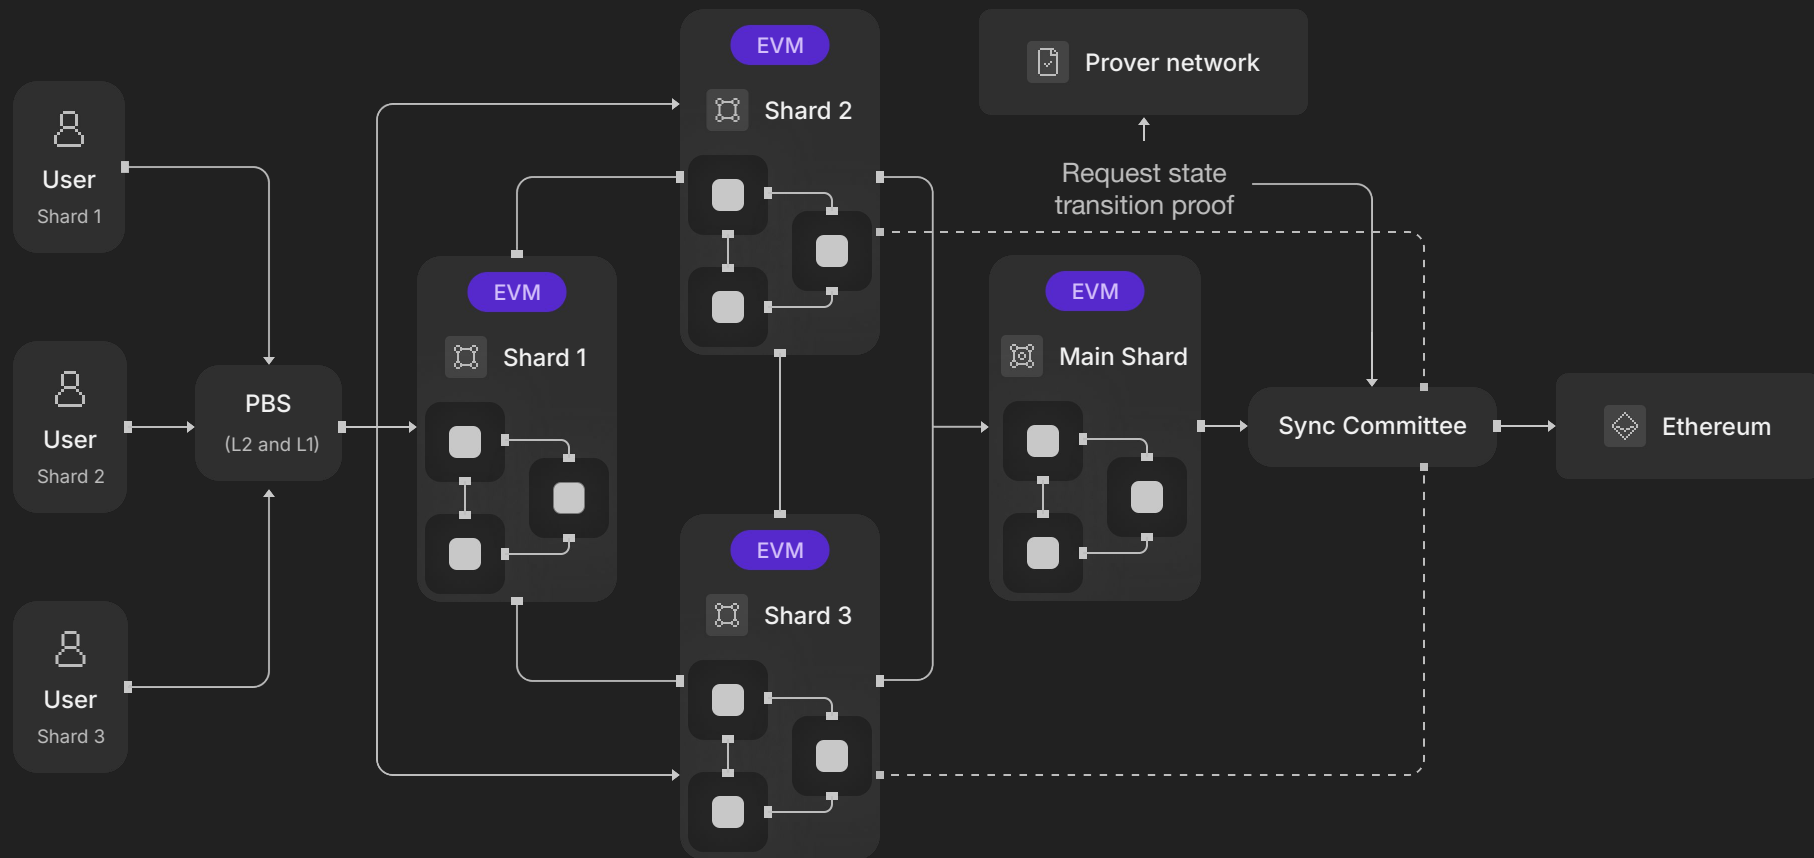 User
Shard 1
User
Shard 2
User
Shard 3
PBS
(L2 and L1)
EVM
Shard 1
EVM
Shard 2
EVM
Shard 3
Prover network
Request state
transition proof
EVM
Main Shard
Sync Committee
Ethereum